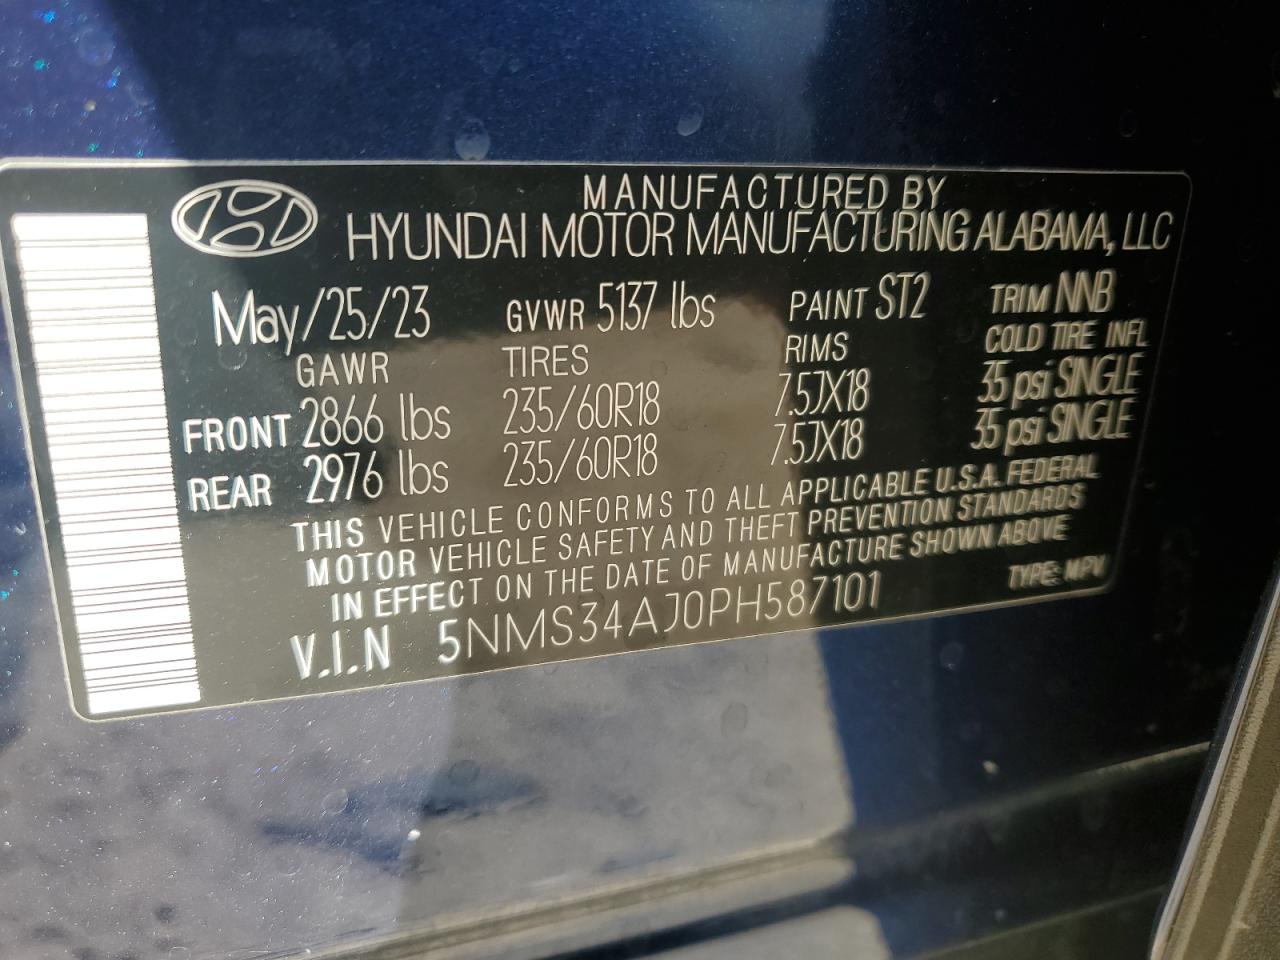 MANUFACTURED BY
HYUNDAI MOTOR MANUFACTURING ALABAMA, LLC
May/25/23 GVWR 5137 lbs PAINT ST2 TRIM NNB
GAWR TIRES RIMS COLD TIRE INFL
FRONT 2866 lbs 235/60R18 7.5JX18 35 psi SINGLE
REAR 2976 lbs 235/60R18 7.5JX18 35 psi SINGLE
THIS VEHICLE CONFORMS TO ALL APPLICABLE U.S.A. FEDERAL
MOTOR VEHICLE SAFETY AND THEFT PREVENTION STANDARDS
IN EFFECT ON THE DATE OF MANUFACTURE SHOWN ABOVE
V.I.N 5NMS34AJ0PH587101 TYPE: MPV